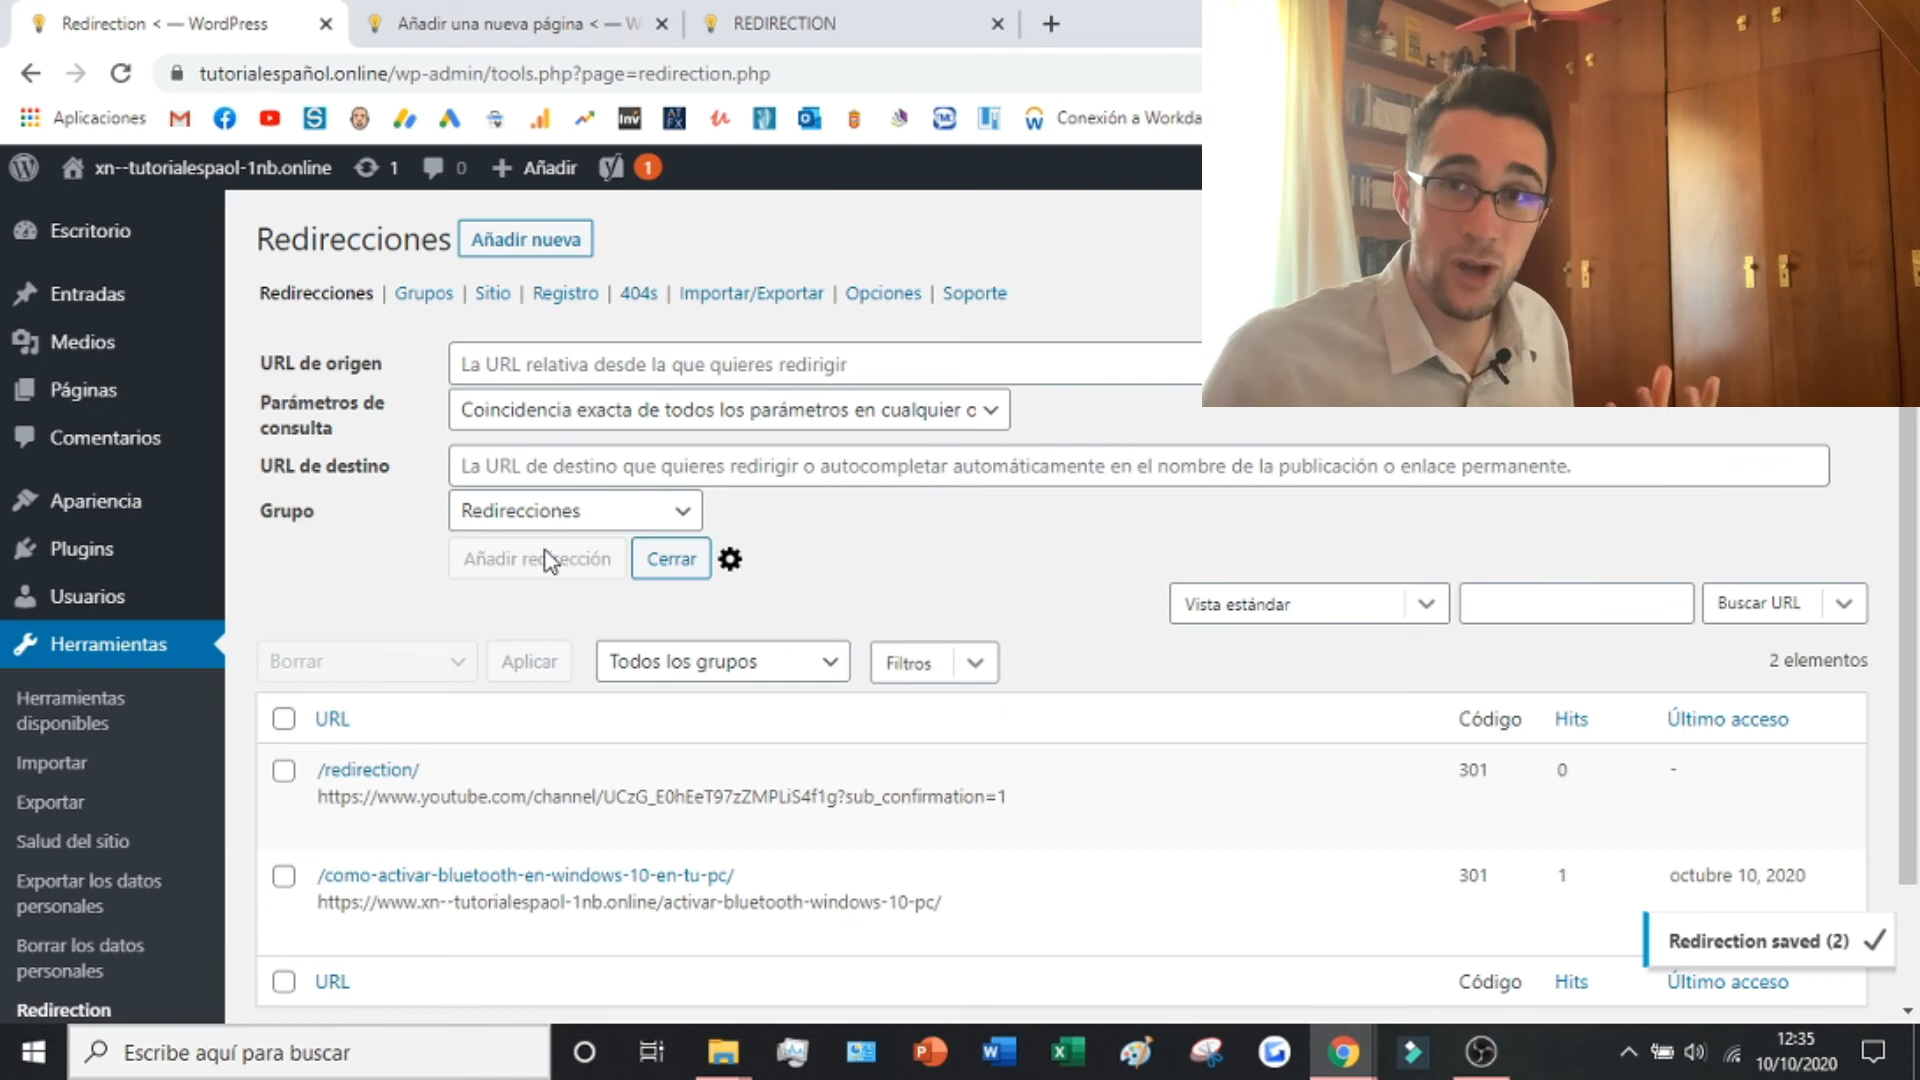 Redirection < — WordPress
Añadir una nueva página < — W
REDIRECTION
tutorialespañol.online/wp-admin/tools.php?page=redirection.php
Aplicaciones
Conexión a Workda
xn--tutorialespaol-1nb.online
1
0
Añadir
1
Escritorio
Entradas
Medios
Páginas
Comentarios
Apariencia
Plugins
Usuarios
Herramientas
Herramientas
disponibles
Importar
Exportar
Salud del sitio
Exportar los datos
personales
Borrar los datos
personales
Redirection
Redirecciones
Añadir nueva
Redirecciones | Grupos | Sitio | Registro | 404s | Importar/Exportar | Opciones | Soporte
URL de origen
La URL relativa desde la que quieres redirigir
Parámetros de
consulta
Coincidencia exacta de todos los parámetros en cualquier o
URL de destino
La URL de destino que quieres redirigir o autocompletar automáticamente en el nombre de la publicación o enlace permanente.
Grupo
Redirecciones
Añadir redirección
Cerrar
Vista estándar
Buscar URL
Borrar
Aplicar
Todos los grupos
Filtros
2 elementos
URL
Código
Hits
Último acceso
/redirection/
301
0
-
https://www.youtube.com/channel/UCzG_E0hEeT97zZMPLiS4f1g?sub_confirmation=1
/como-activar-bluetooth-en-windows-10-en-tu-pc/
301
1
octubre 10, 2020
https://www.xn--tutorialespaol-1nb.online/activar-bluetooth-windows-10-pc/
Redirection saved (2)
URL
Código
Hits
Último acceso
Escribe aquí para buscar
12:35
10/10/2020